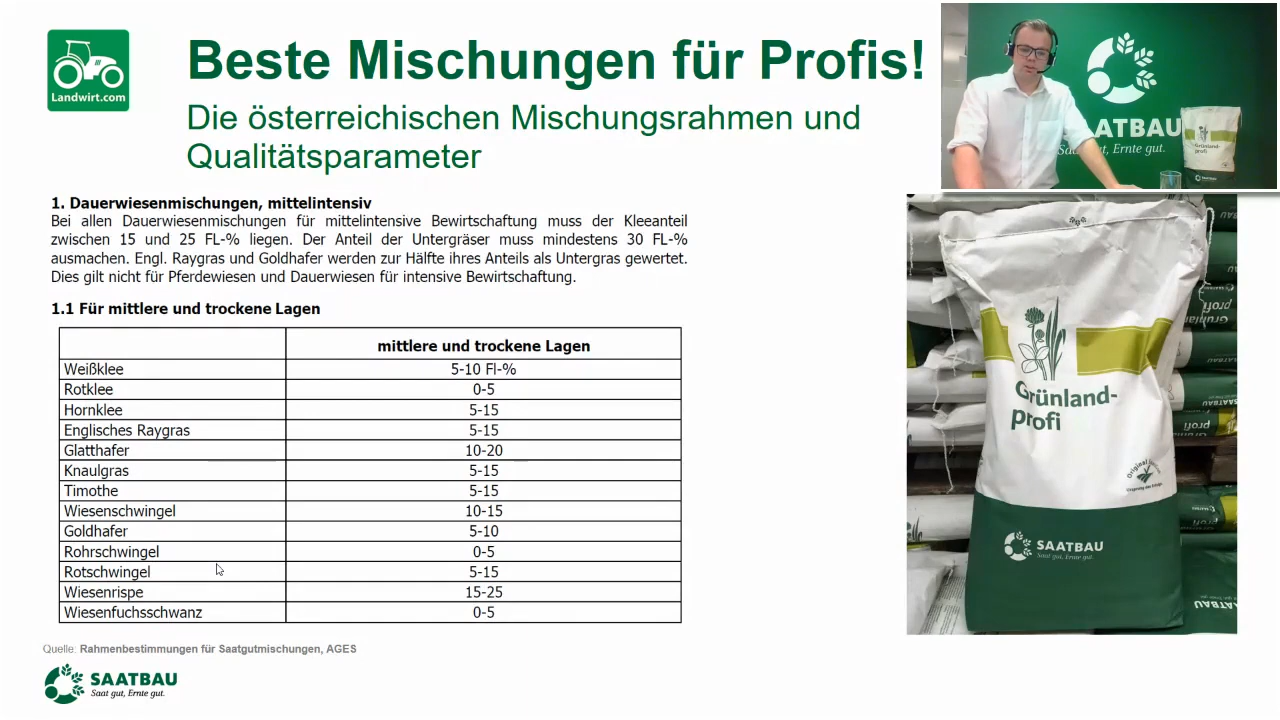 Landwirt.com
Beste Mischungen für Profis!
Die österreichischen Mischungsrahmen und
Qualitätsparameter
1. Dauerwiesenmischungen, mittelintensiv
Bei allen Dauerwiesenmischungen für mittelintensive Bewirtschaftung muss der Kleeanteil
zwischen 15 und 25 FL-% liegen. Der Anteil der Untergräser muss mindestens 30 FL-%
ausmachen. Engl. Raygras und Goldhafer werden zur Hälfte ihres Anteils als Untergras gewertet.
Dies gilt nicht für Pferdewiesen und Dauerwiesen für intensive Bewirtschaftung.
1.1 Für mittlere und trockene Lagen
mittlere und trockene Lagen
Weißklee 5-10 Fl-%
Rotklee 0-5
Hornklee 5-15
Englisches Raygras 5-15
Glatthafer 10-20
Knaulgras 5-15
Timothe 5-15
Wiesenschwingel 10-15
Goldhafer 5-10
Rohrschwingel 0-5
Rotschwingel 5-15
Wiesenrispe 15-25
Wiesenfuchsschwanz 0-5
Quelle: Rahmenbestimmungen für Saatgutmischungen, AGES
SAATBAU
Saat gut, Ernte gut.
AATBAU
Ernte gut.
Grünland-
profi
Grünland-
profi
Original
SAATBAU
Saat gut, Ernte gut.
profi
profi
SAATBAU